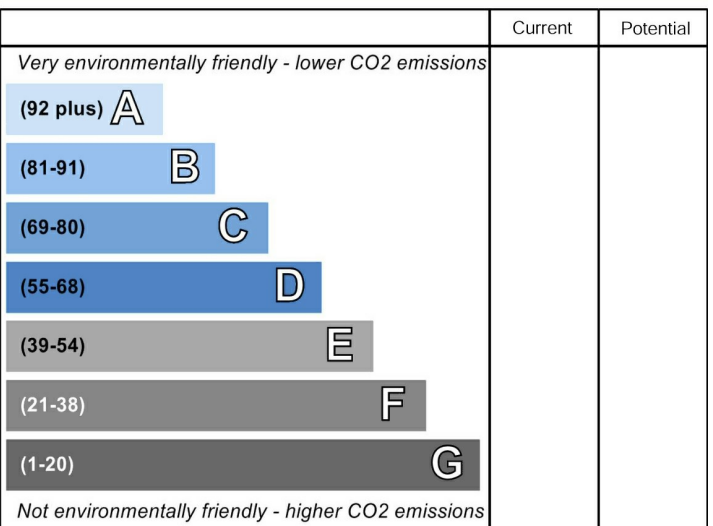 Current Potential
Very environmentally friendly - lower CO2 emissions
(92 plus) A
(81-91) B
(69-80) C
(55-68) D
(39-54) E
(21-38) F
(1-20) G
Not environmentally friendly - higher CO2 emissions